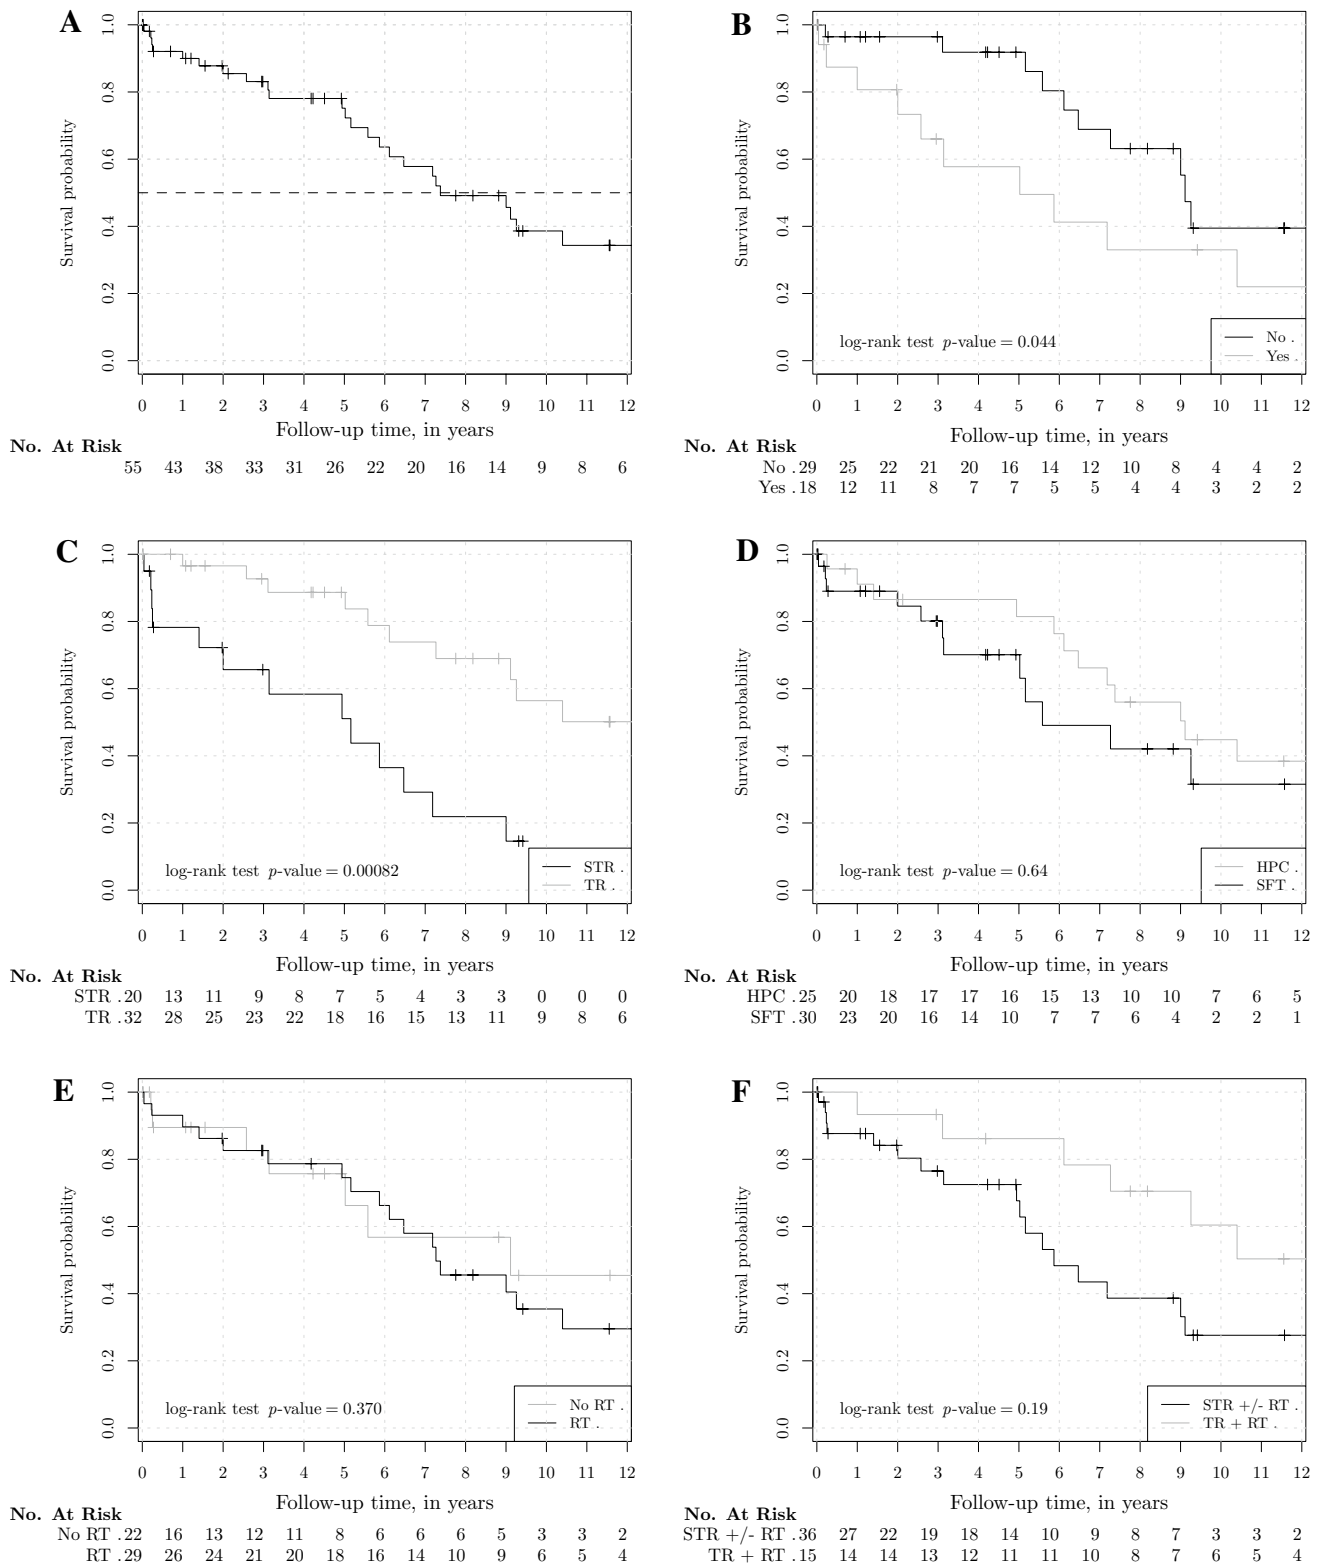 A
Survival probability
1.0
0.8
0.6
0.4
0.2
0.0
0 1 2 3 4 5 6 7 8 9 10 11 12
Follow-up time, in years
No. At Risk
55 43 38 33 31 26 22 20 16 14 9 8 6
B
Survival probability
1.0
0.8
0.6
0.4
0.2
0.0
log-rank test p-value = 0.044
No .
Yes .
0 1 2 3 4 5 6 7 8 9 10 11 12
Follow-up time, in years
No. At Risk
No . 29 25 22 21 20 16 14 12 10 8 4 4 2
Yes . 18 12 11 8 7 7 5 5 4 4 3 2 2
C
Survival probability
1.0
0.8
0.6
0.4
0.2
0.0
log-rank test p-value = 0.00082
STR .
TR .
0 1 2 3 4 5 6 7 8 9 10 11 12
Follow-up time, in years
No. At Risk
STR . 20 13 11 9 8 7 5 4 3 3 0 0 0
TR . 32 28 25 23 22 18 16 15 13 11 9 8 6
D
Survival probability
1.0
0.8
0.6
0.4
0.2
0.0
log-rank test p-value = 0.64
HPC .
SFT .
0 1 2 3 4 5 6 7 8 9 10 11 12
Follow-up time, in years
No. At Risk
HPC . 25 20 18 17 17 16 15 13 10 10 7 6 5
SFT . 30 23 20 16 14 10 7 7 6 4 2 2 1
E
Survival probability
1.0
0.8
0.6
0.4
0.2
0.0
log-rank test p-value = 0.370
No RT .
RT .
0 1 2 3 4 5 6 7 8 9 10 11 12
Follow-up time, in years
No. At Risk
No RT . 22 16 13 12 11 8 6 6 6 5 3 3 2
RT . 29 26 24 21 20 18 16 14 10 9 6 5 4
F
Survival probability
1.0
0.8
0.6
0.4
0.2
0.0
log-rank test p-value = 0.19
STR +/- RT .
TR + RT .
0 1 2 3 4 5 6 7 8 9 10 11 12
Follow-up time, in years
No. At Risk
STR +/- RT . 36 27 22 19 18 14 10 9 8 7 3 3 2
TR + RT . 15 14 14 13 12 11 11 10 8 7 6 5 4